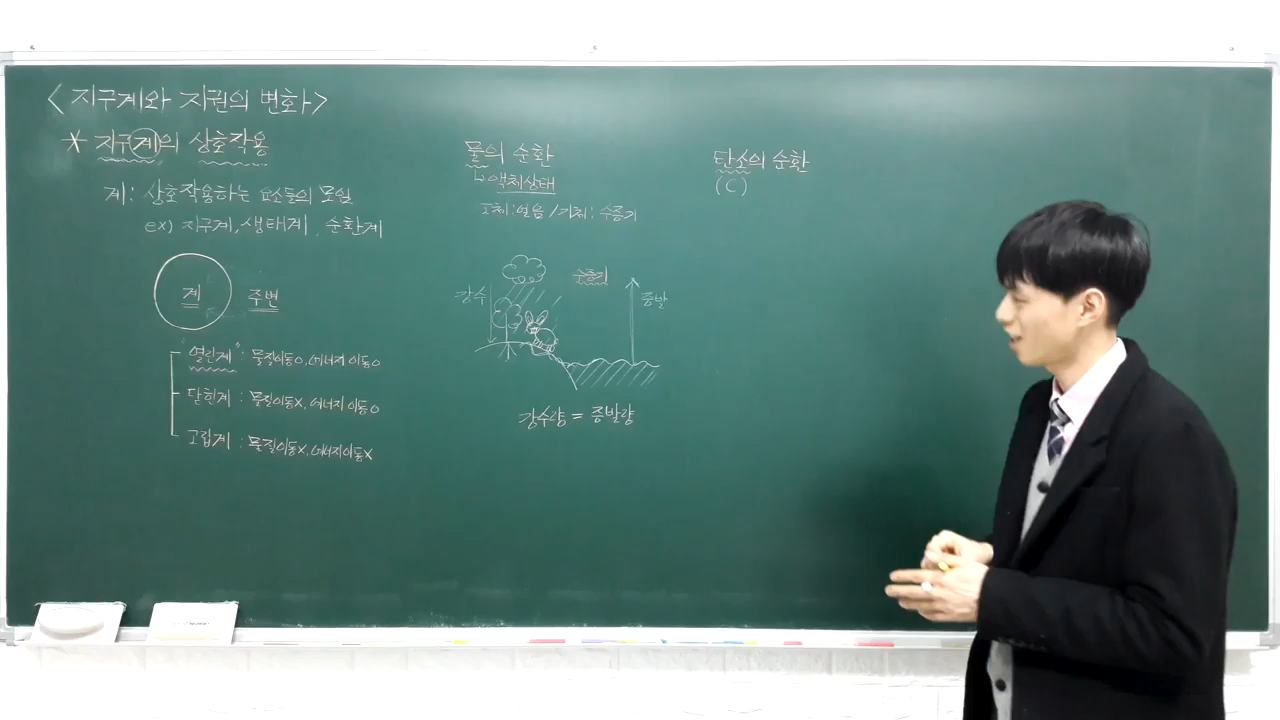 <지구계와 지권의 변화>
* 지구계의 상호작용
계: 상호작용하는 요소들의 모임
ex) 지구계, 생태계, 순환계
계 주변
"열린계": 물질이동O, 에너지 이동O
닫힌계: 물질이동X, 에너지 이동O
고립계: 물질이동X, 에너지이동X
물의 순환
↳액체상태
고체:얼음/기체:수증기
수증기
강수
증발
강수량 = 증발량
탄소의 순환
(C)